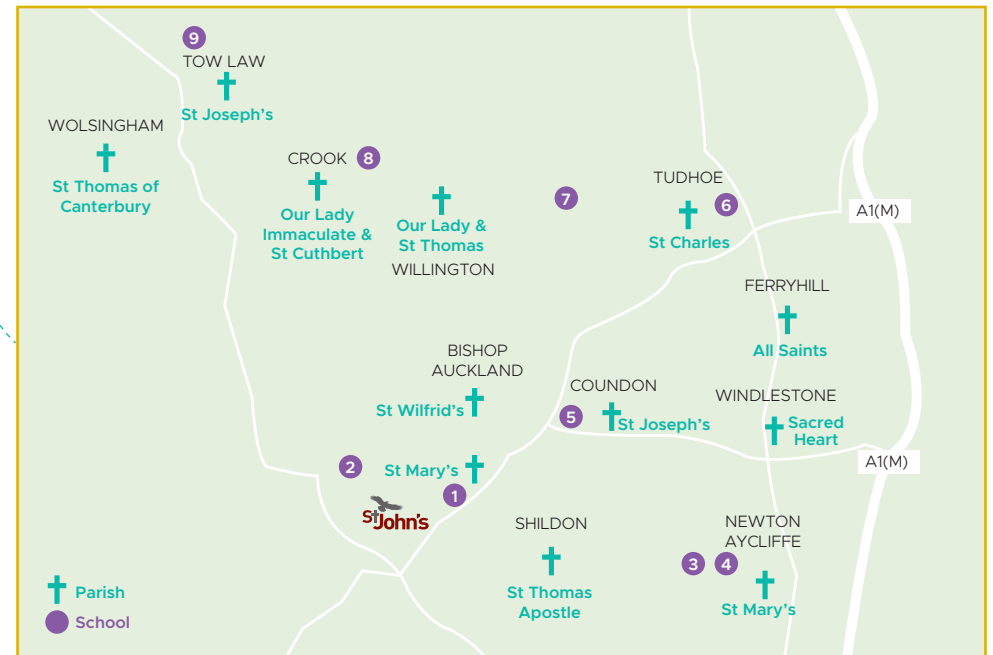 9
TOW LAW
St Joseph's
WOLSINGHAM
St Thomas of
Canterbury
CROOK
8
Our Lady
Immaculate &
St Cuthbert
Our Lady &
St Thomas
WILLINGTON
7
TUDHOE
6
St Charles
A1(M)
FERRYHILL
All Saints
BISHOP
AUCKLAND
St Wilfrid's
COUNDON
5
St Joseph's
WINDLESTONE
Sacred
Heart
A1(M)
2
St Mary's
1
St John's
SHILDON
St Thomas
Apostle
NEWTON
AYCLIFFE
3
4
St Mary's
Parish
School